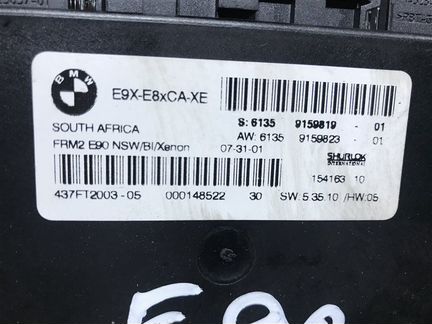 BMW
E9X-E8xCA-XE
SOUTH AFRICA
FRM2 E90 NSW/Bi/Xenon 07-31-01
S: 6135 9159819 - 01
AW: 6135 9159823 - 01
SHURLOK
INTERNATIONAL
154163 10
437FT2003-05 000148522 30 SW: 5.35.10 /HW:05
E90